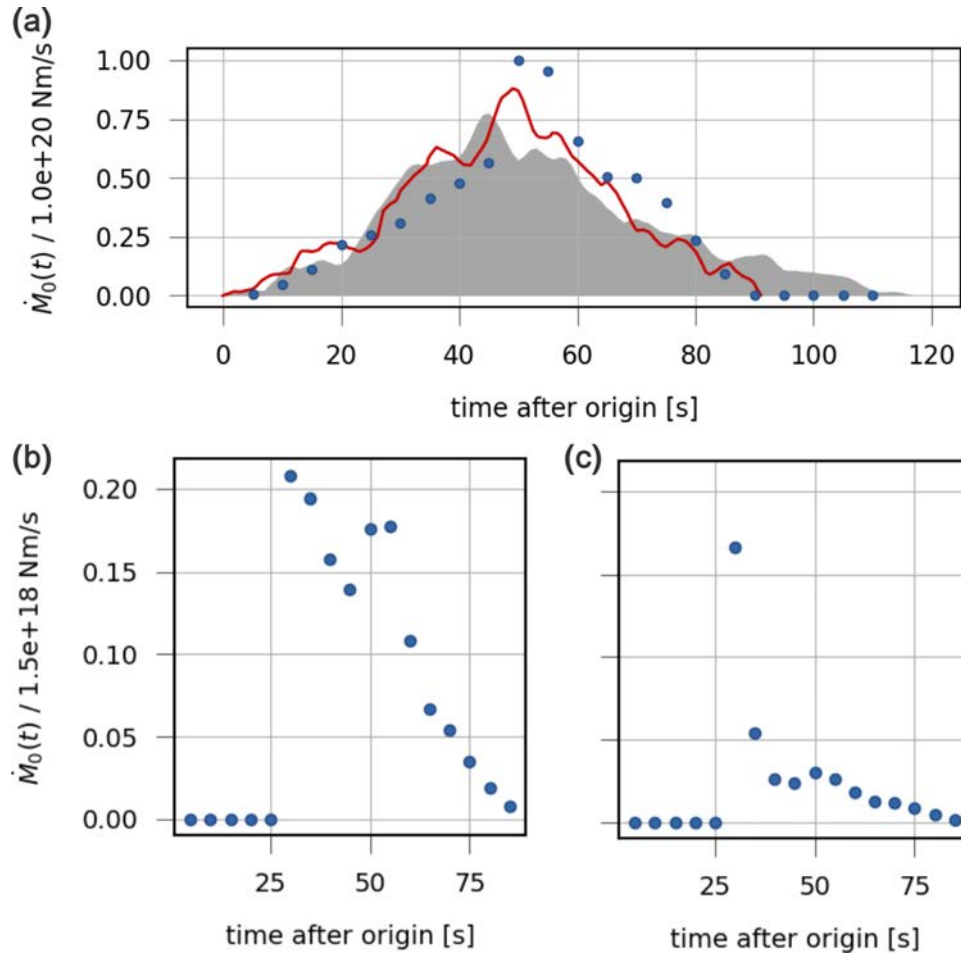 (a)
Ṁ₀(t) / 1.0e+20 Nm/s
1.00
0.75
0.50
0.25
0.00
0 20 40 60 80 100 120
time after origin [s]
(b)
Ṁ₀(t) / 1.5e+18 Nm/s
0.20
0.15
0.10
0.05
0.00
25 50 75
time after origin [s]
(c)
25 50 75
time after origin [s]